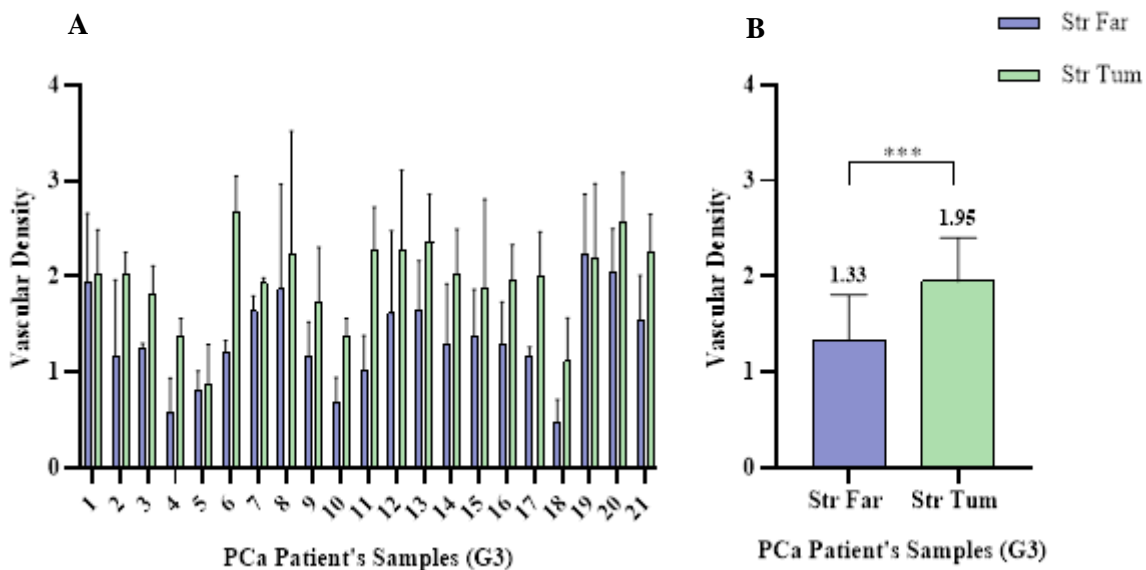 A
B
Str Far
Str Tum
Vascular Density
4
3
2
1
0
1 2 3 4 5 6 7 8 9 10 11 12 13 14 15 16 17 18 19 20 21
PCa Patient's Samples (G3)
Vascular Density
4
3
2
1
0
***
1.33
1.95
Str Far Str Tum
PCa Patient's Samples (G3)